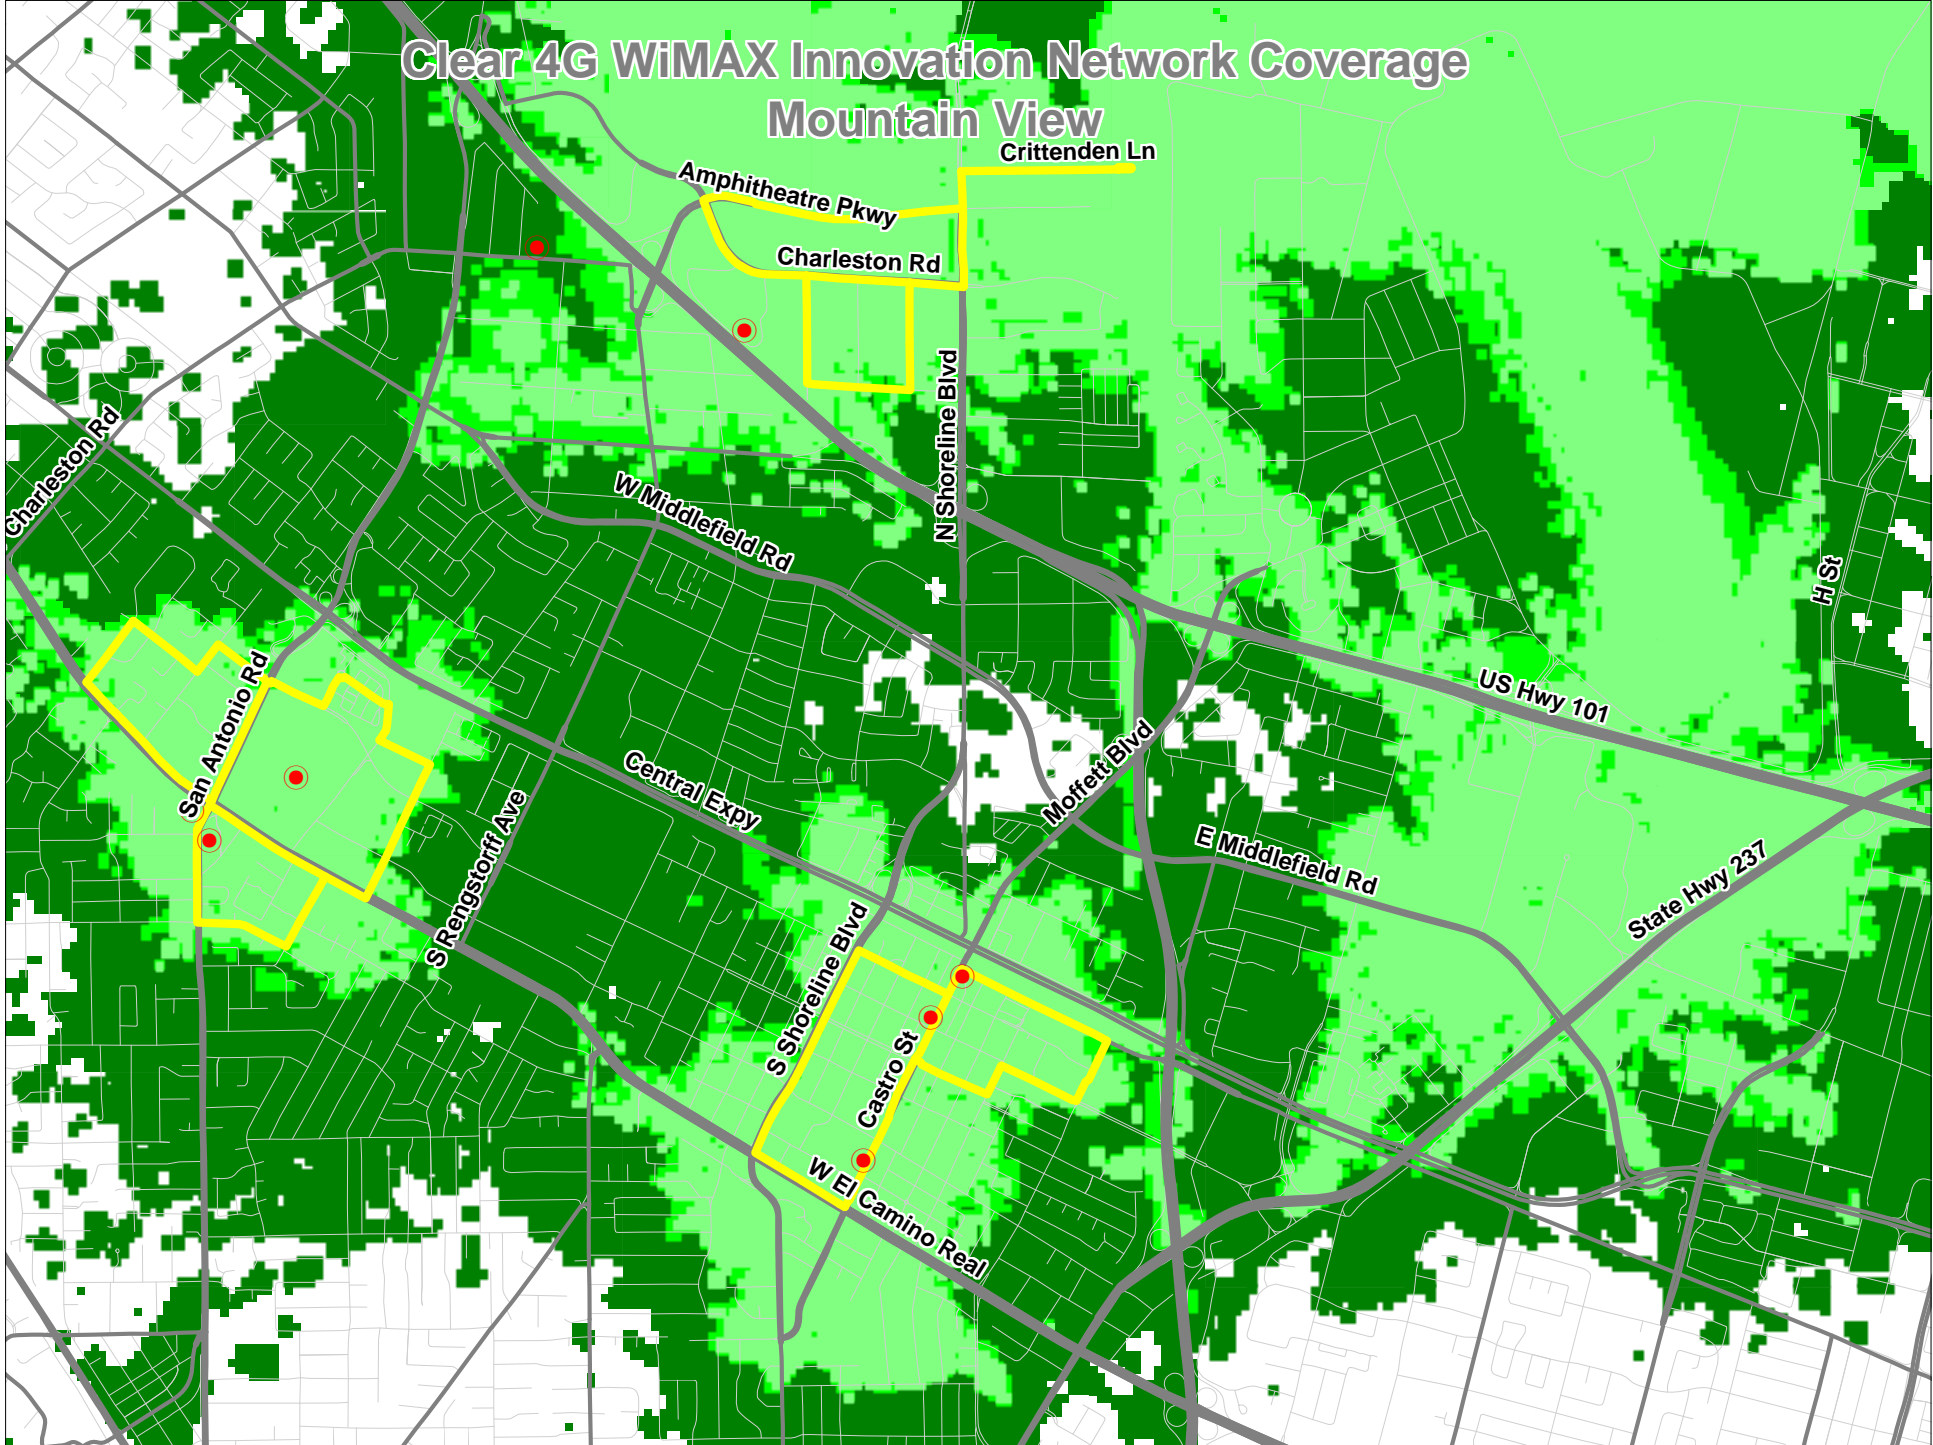 Clear 4G WiMAX Innovation Network Coverage
Mountain View
Crittenden Ln
Amphitheatre Pkwy
Charleston Rd
N Shoreline Blvd
Charleston Rd
W Middlefield Rd
H St
San Antonio Rd
US Hwy 101
Central Expy
Moffett Blvd
S Rengstorff Ave
E Middlefield Rd
State Hwy 237
S Shoreline Blvd
Castro St
W El Camino Real